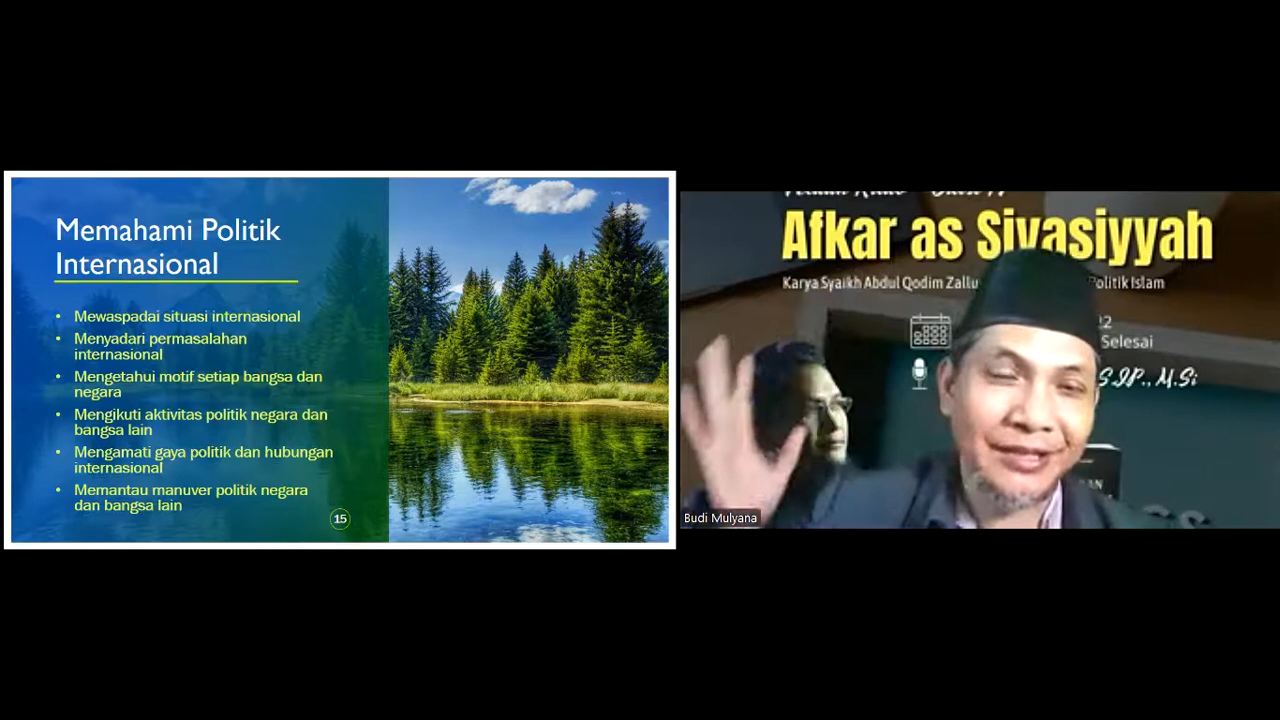 Memahami Politik
Internasional
• Mewaspadai situasi internasional
• Menyadari permasalahan
internasional
• Mengetahui motif setiap bangsa dan
negara
• Mengikuti aktivitas politik negara dan
bangsa lain
• Mengamati gaya politik dan hubungan
internasional
• Memantau manuver politik negara
dan bangsa lain
15
Afkar as Siyasiyyah
Karya Syaikh Abdul Qodim Zallu
Politik Islam
Selesai
S.IP., M.Si
Budi Mulyana